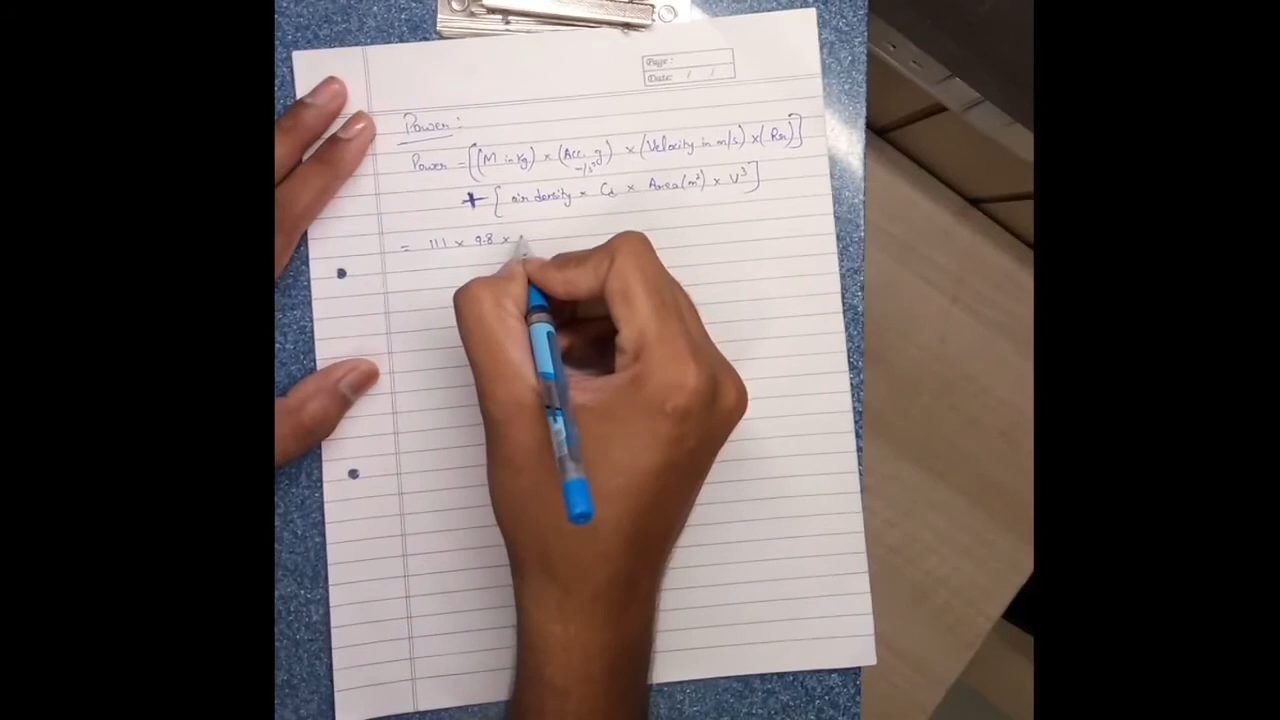 Page:
Date: / /
Power :
Power = [(M in Kg) × (Acc. g) × (Velocity in m/s) × (Rr)]
m/s²
+ [ air density × Cd × Area (m²) × V³ ]
= 111 × 9.8 ×